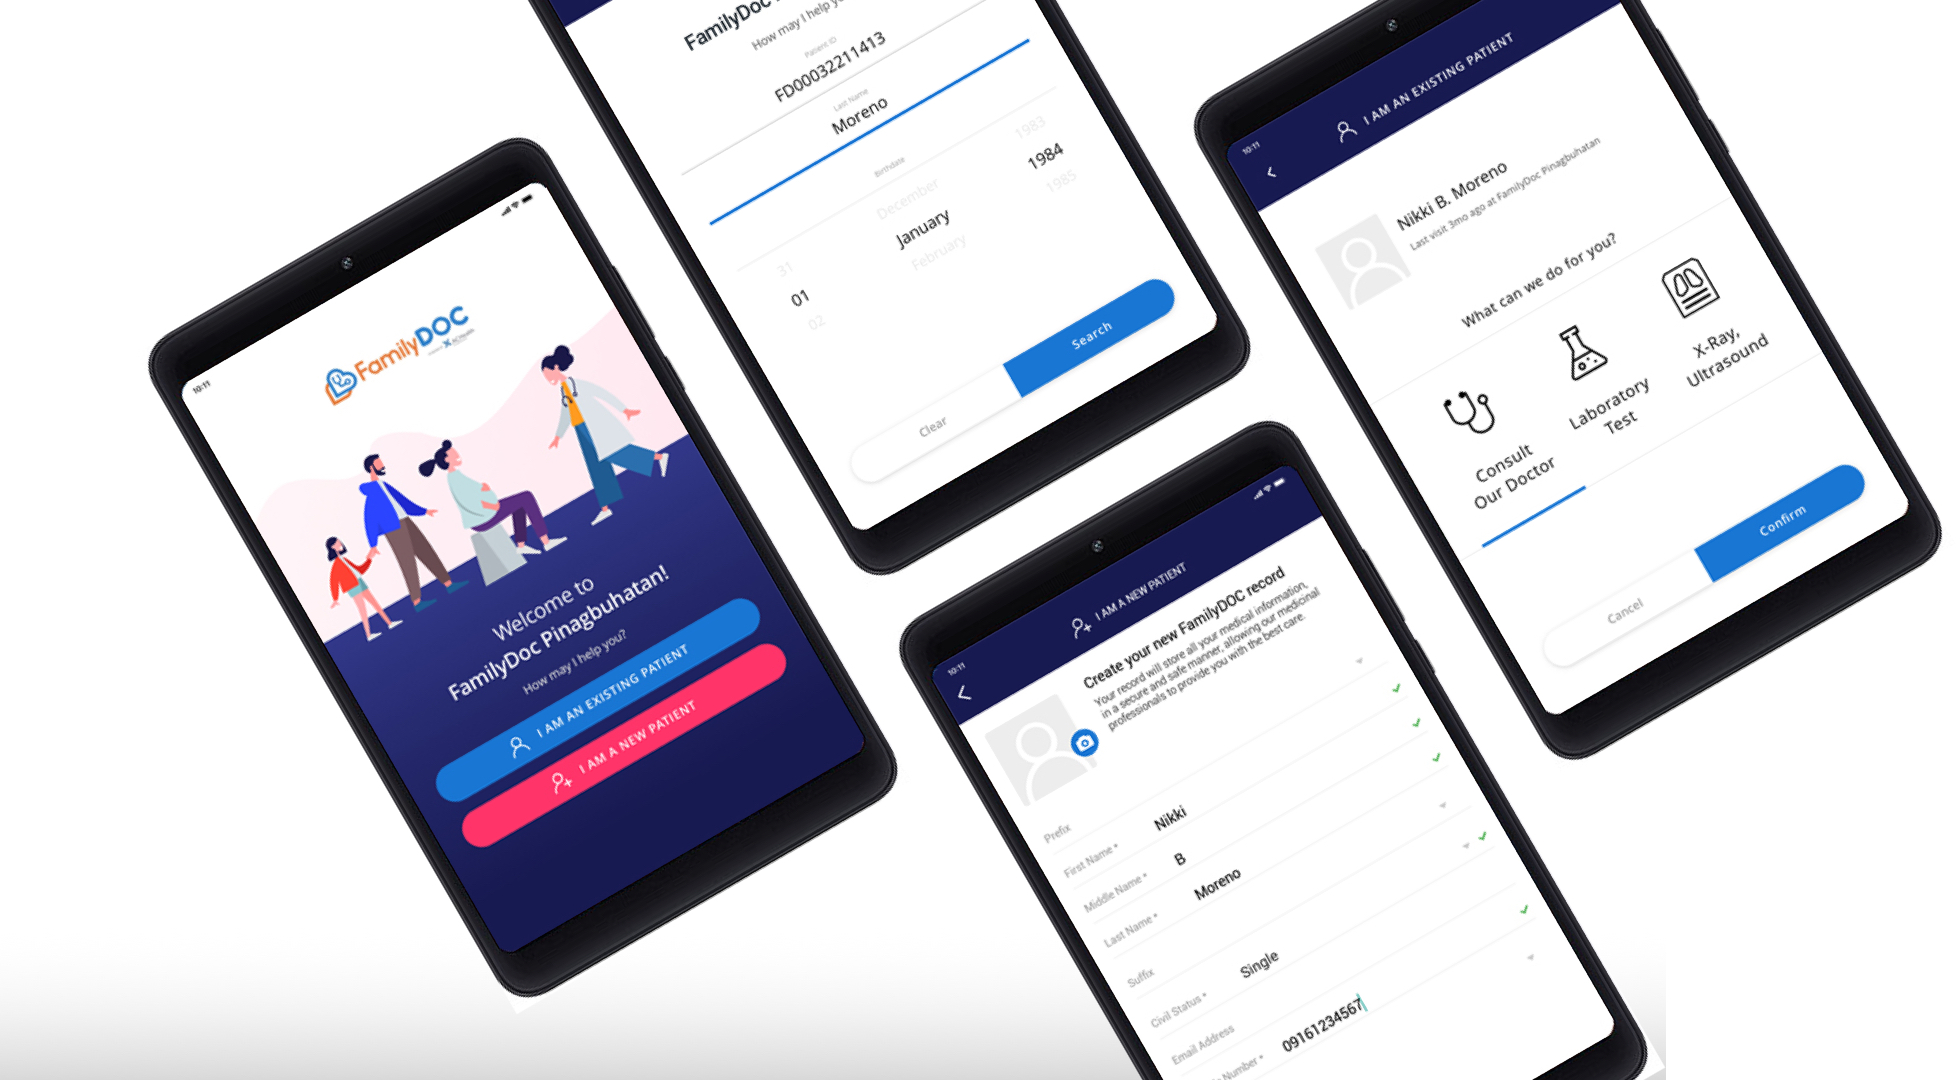 10:11
FamilyDOC
Welcome to
FamilyDoc Pinagbuhatan!
How may I help you?
I AM AN EXISTING PATIENT
I AM A NEW PATIENT
FamilyDoc
How may I help yo
Patient ID
FD00032211413
Last Name
Moreno
Birthdate
31 December 1983
01 January 1984
02 February 1985
Clear
Search
10:11
I AM A NEW PATIENT
Create your new FamilyDOC record
Your record will store all your medical information,
in a secure and safe manner, allowing our medicinal
professionals to provide you with the best care.
Prefix
First Name * Nikki
Middle Name * B
Last Name * Moreno
Suffix
Civil Status * Single
Email Address
Number * 09161234567
10:11
I AM AN EXISTING PATIENT
Nikki B. Moreno
Last visit 3mo ago at FamilyDoc Pinagbuhatan
What can we do for you?
Consult
Our Doctor
Laboratory
Test
X-Ray,
Ultrasound
Cancel
Confirm